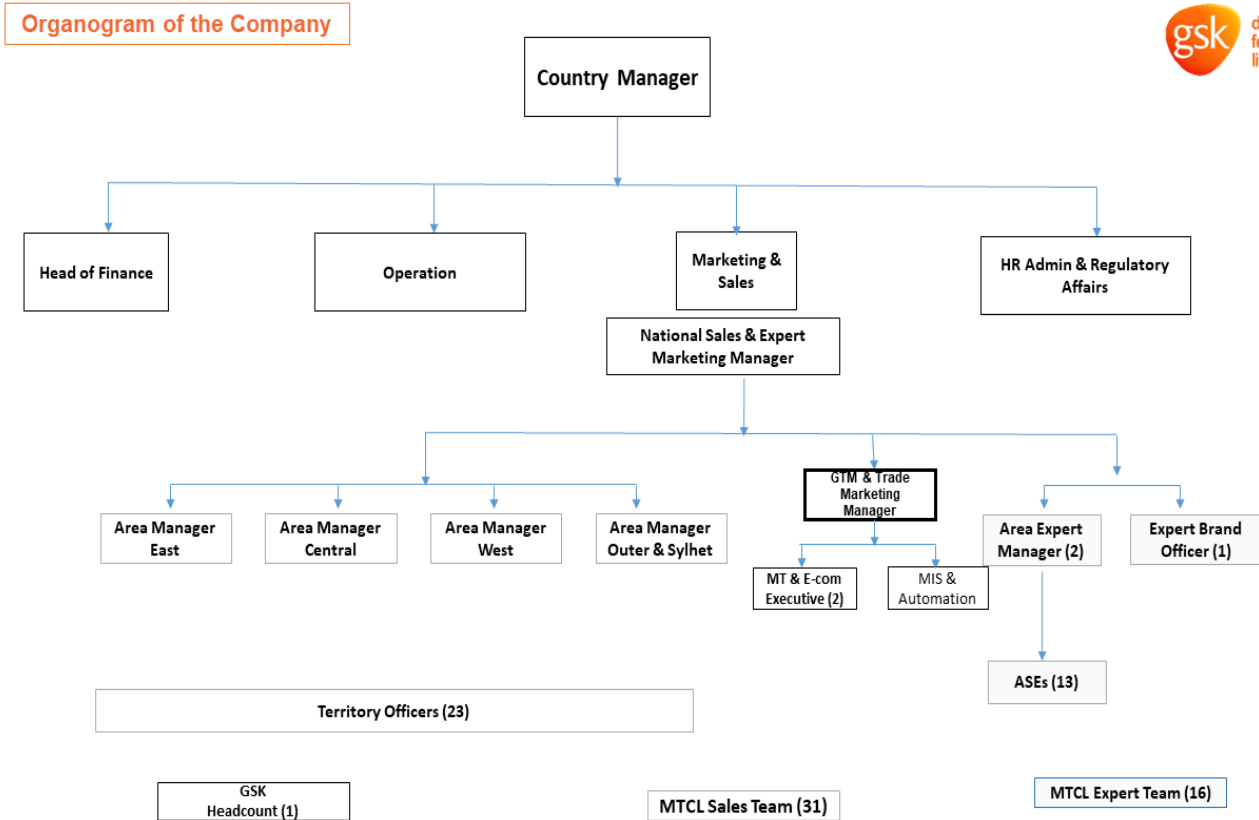 Organogram of the Company
gsk
Country Manager
Head of Finance
Operation
Marketing &
Sales
HR Admin & Regulatory
Affairs
National Sales & Expert
Marketing Manager
GTM & Trade
Marketing
Manager
Area Manager
East
Area Manager
Central
Area Manager
West
Area Manager
Outer & Sylhet
Area Expert
Manager (2)
Expert Brand
Officer (1)
MT & E-com
Executive (2)
MIS &
Automation
ASEs (13)
Territory Officers (23)
GSK
Headcount (1)
MTCL Sales Team (31)
MTCL Expert Team (16)